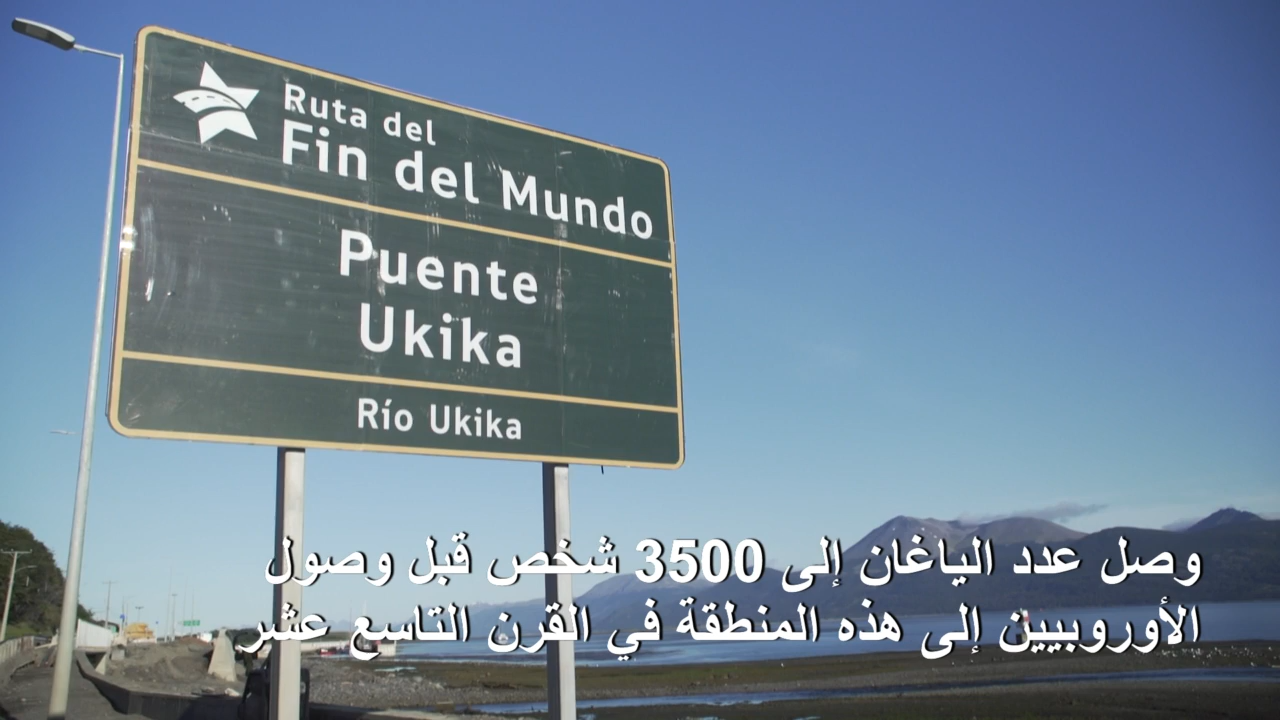 Ruta del
Fin del Mundo
Puente
Ukika
Río Ukika
وصل عدد الياغان إلى 3500 شخص قبل وصول
الأوروبيين إلى هذه المنطقة في القرن التاسع عشر